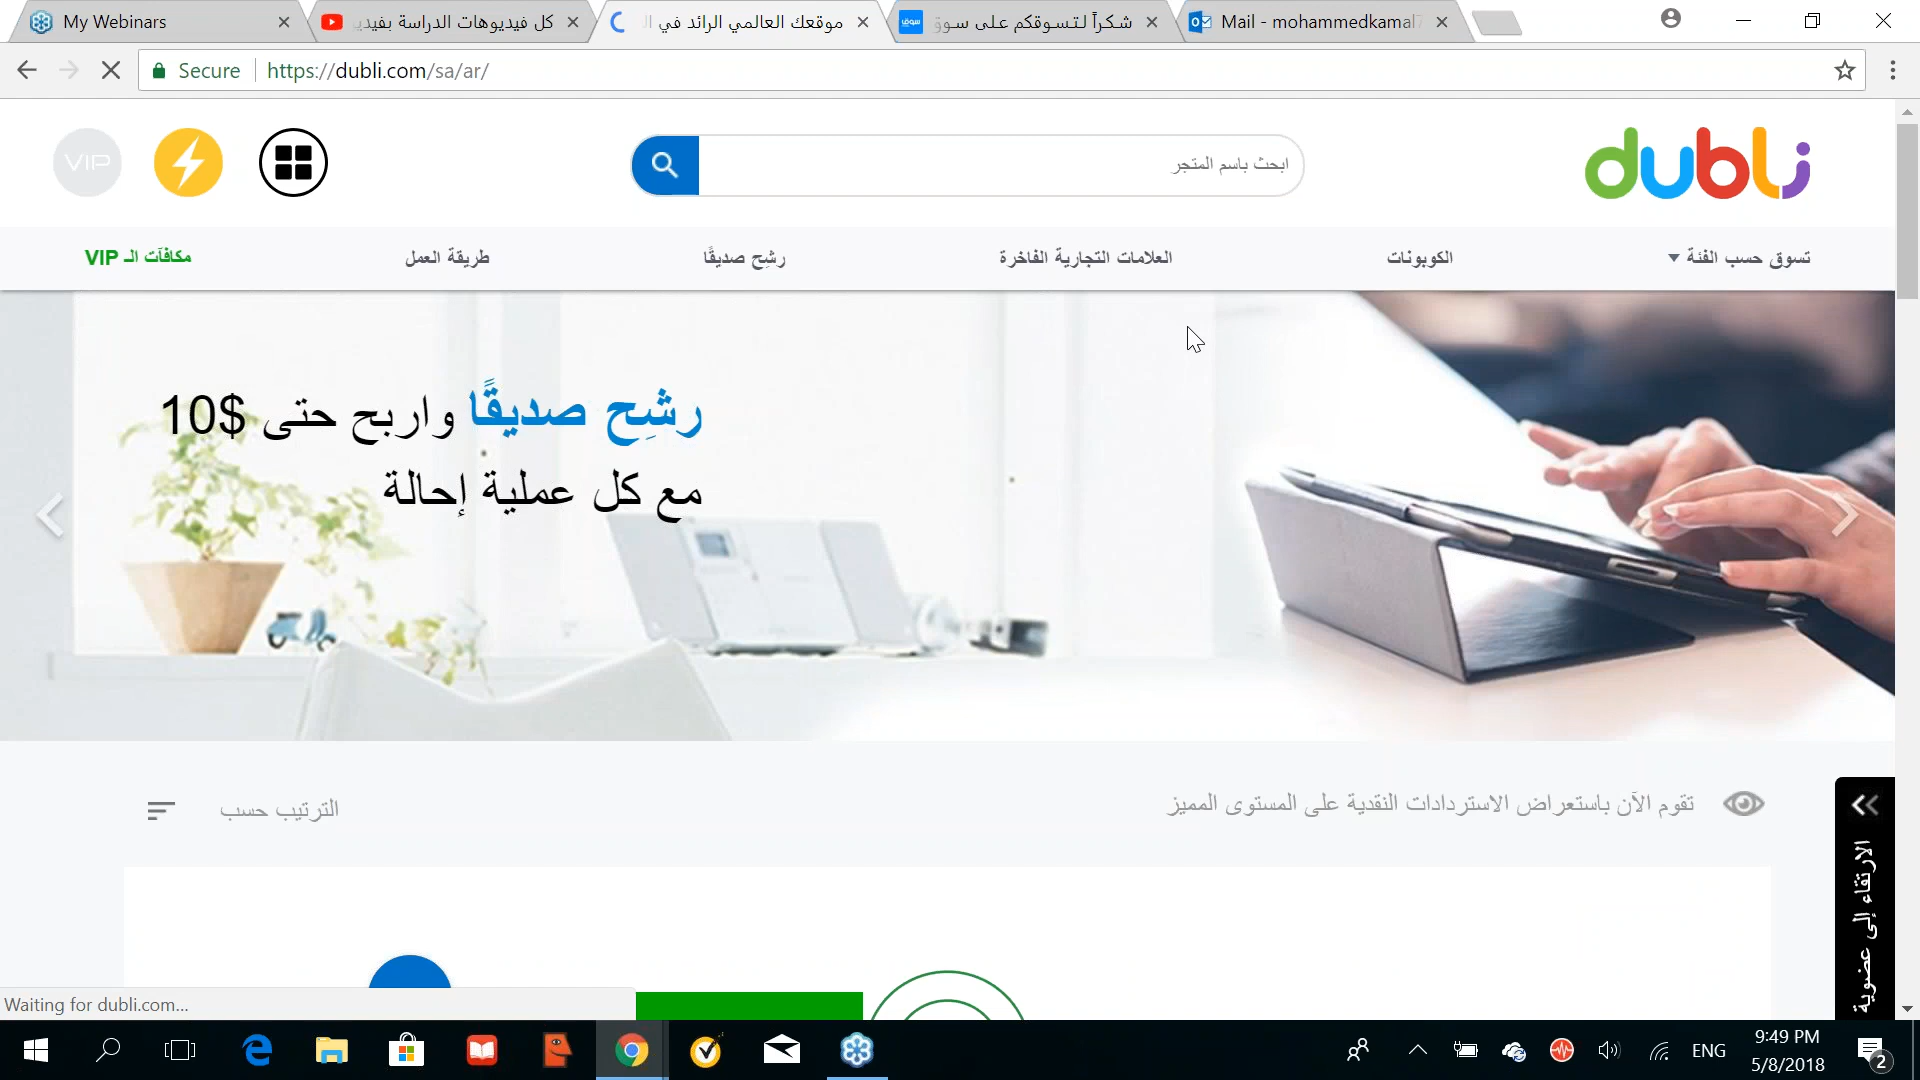 My Webinars
كل فيديوهات الدراسة بفيدي
موقعك العالمي الرائد في ال
شكراً لتسوقكم على سوق
Mail - mohammedkamal7
Secure
https://dubli.com/sa/ar/
VIP
ابحث باسم المتجر
dubli
تسوق حسب الفئة
الكوبونات
العلامات التجارية الفاخرة
رشِح صديقًا
طريقة العمل
مكافآت الـ VIP
رشِح صديقًا واربح حتى $10
مع كل عملية إحالة
تقوم الآن باستعراض الاستردادات النقدية على المستوى المميز
الترتيب حسب
الارتقاء إلى عضوية
Waiting for dubli.com...
ENG
9:49 PM
5/8/2018
2